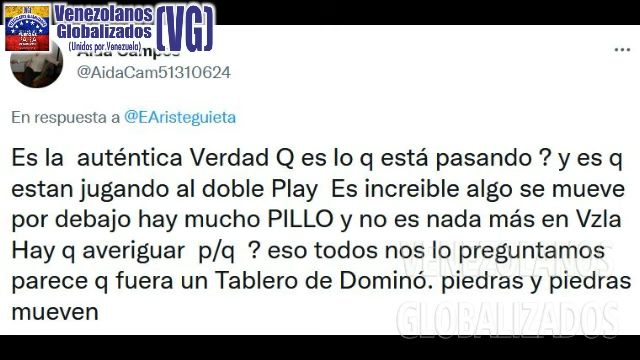 Venezolanos
Globalizados
(Unidos por Venezuela)
(VG)
Aida Campos
@AidaCam51310624
En respuesta a @EAristeguieta
Es la auténtica Verdad Q es lo q está pasando ? y es q
estan jugando al doble Play Es increible algo se mueve
por debajo hay mucho PILLO y no es nada más en Vzla
Hay q averiguar p/q ? eso todos nos lo preguntamos
parece q fuera un Tablero de Dominó. piedras y piedras
mueven
VENEZOLANOS
GLOBALIZADOS